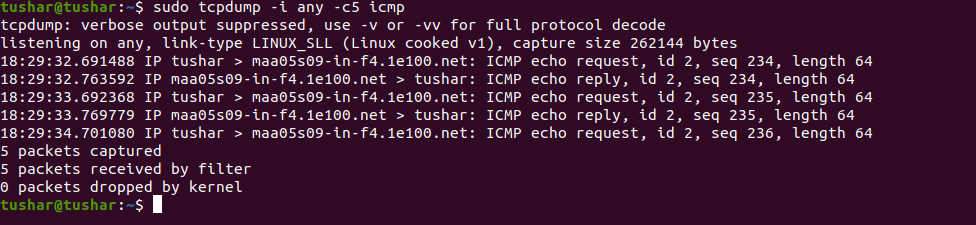 tushar@tushar:~$ sudo tcpdump -i any -c5 icmp
tcpdump: verbose output suppressed, use -v or -vv for full protocol decode
listening on any, link-type LINUX_SLL (Linux cooked v1), capture size 262144 bytes
18:29:32.691488 IP tushar > maa05s09-in-f4.1e100.net: ICMP echo request, id 2, seq 234, length 64
18:29:32.763592 IP maa05s09-in-f4.1e100.net > tushar: ICMP echo reply, id 2, seq 234, length 64
18:29:33.692368 IP tushar > maa05s09-in-f4.1e100.net: ICMP echo request, id 2, seq 235, length 64
18:29:33.769779 IP maa05s09-in-f4.1e100.net > tushar: ICMP echo reply, id 2, seq 235, length 64
18:29:34.701080 IP tushar > maa05s09-in-f4.1e100.net: ICMP echo request, id 2, seq 236, length 64
5 packets captured
5 packets received by filter
0 packets dropped by kernel
tushar@tushar:~$